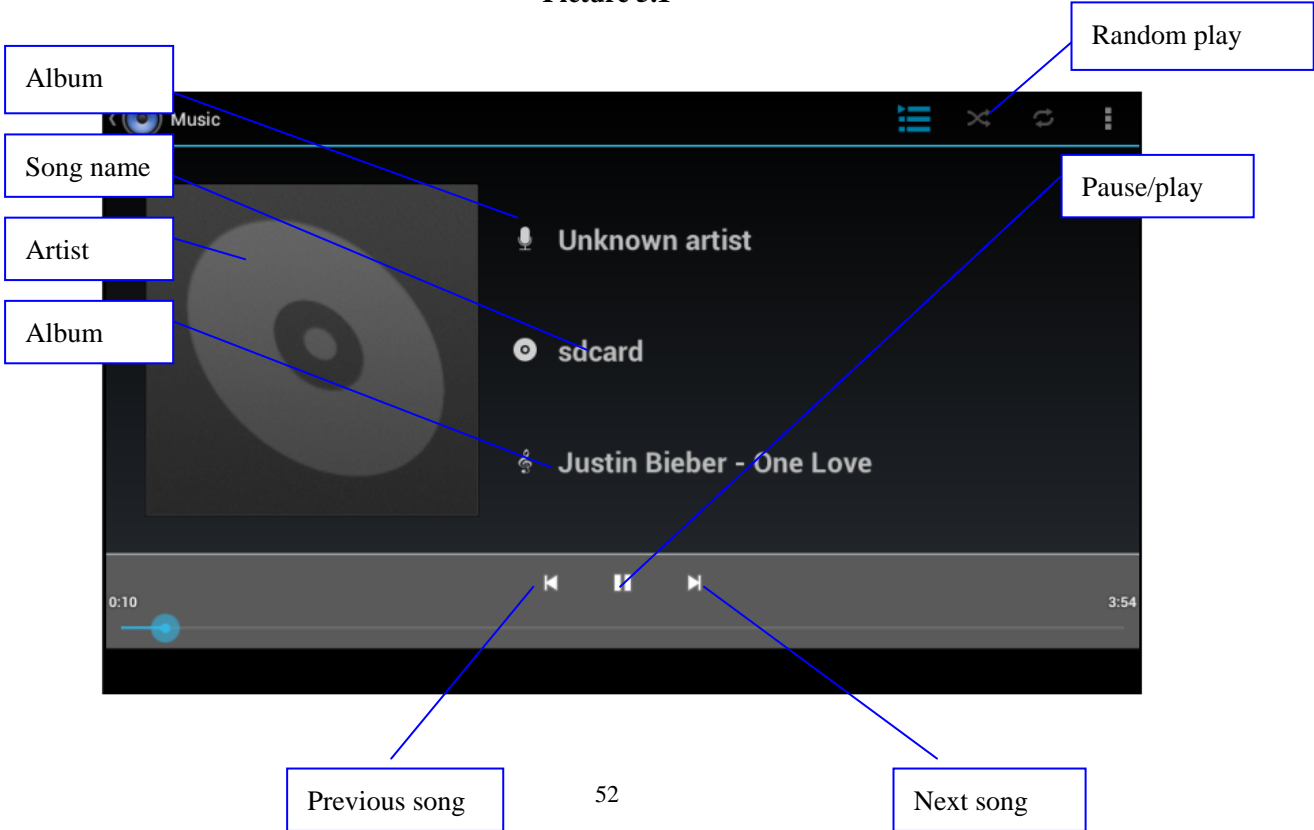 Picture 3.1
Random play
Album
Music
Song name
Pause/play
Artist
Unknown artist
Album
sdcard
Justin Bieber - One Love
0:10
3:54
Previous song
52
Next song